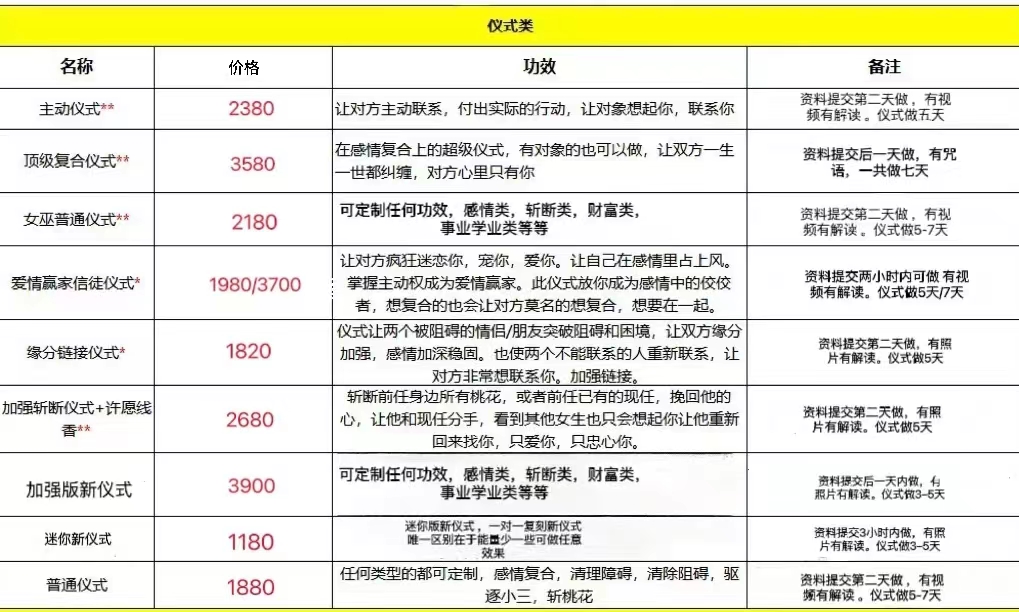 仪式类
名称 价格 功效 备注
主动仪式** 2380 让对方主动联系，付出实际的行动，让对象想起你，联系你 资料提交第二天做，有视
频有解读。仪式做五天
顶级复合仪式** 3580 在感情复合上的超级仪式，有对象的也可以做，让双方一生
一世都纠缠，对方心里只有你
资料提交后一天做，有咒
语，一共做七天
女巫普通仪式** 2180 可定制任何功效，感情类，斩断类，财富类，
事业学业类等等
资料提交第二天做，有视
频有解读。仪式做5-7天
爱情赢家信徒仪式* 1980/3700 让对方疯狂迷恋你，宠你，爱你。让自己在感情里占上风。
掌握主动权成为爱情赢家。此仪式放你成为感情中的佼佼
者，想复合的也会让对方莫名的想复合，想要在一起。
资料提交两小时内可做 有视
频有解读。仪式做5天/7天
缘分链接仪式* 1820 仪式让两个被阻碍的情侣/朋友突破阻碍和困境，让双方缘分
加强，感情加深稳固。也使两个不能联系的人重新联系，让
对方非常想联系你。加强链接。
资料提交第二天做，有照
片有解读。仪式做5天
加强斩断仪式+许愿线
香** 2680 斩断前任身边所有桃花，或者前任已有的现任，挽回他的
心，让他和现任分手，看到其他女生也只会想起你让他重新
回来找你，只爱你，只忠心你。
资料提交第二天做，有照
片有解读。仪式做5天
加强版新仪式 3900 可定制任何功效，感情类，斩断类，财富类，
事业学业类等等
资料提交后一天内做，有
照片有解读。仪式做3-5天
迷你新仪式 1180 迷你版新仪式，一对一复刻新仪式
唯一区别在于能量少一些可做任意
效果
资料提交3小时内做，有照
片有解读。仪式做3-5天
普通仪式 1880 任何类型的都可定制，感情复合，清理障碍，清除阻碍，驱
逐小三，斩桃花
资料提交第二天做，有视
频有解读。仪式做5-7天